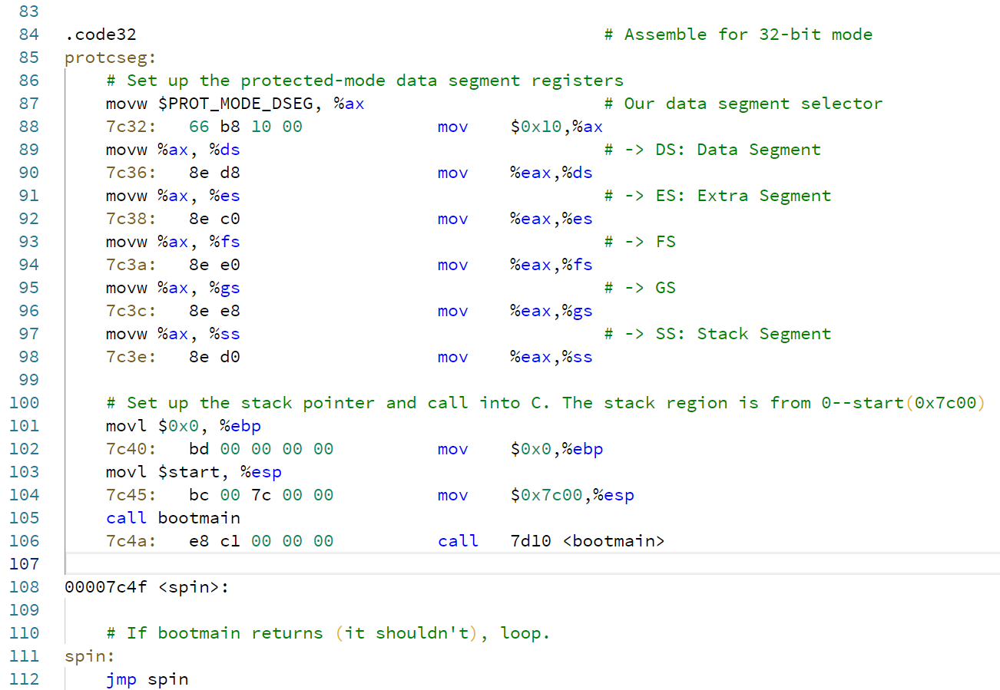 83
84 .code32 # Assemble for 32-bit mode
85 protcseg:
86 # Set up the protected-mode data segment registers
87 movw $PROT_MODE_DSEG, %ax # Our data segment selector
88 7c32: 66 b8 10 00 mov $0x10,%ax
89 movw %ax, %ds # -> DS: Data Segment
90 7c36: 8e d8 mov %eax,%ds
91 movw %ax, %es # -> ES: Extra Segment
92 7c38: 8e c0 mov %eax,%es
93 movw %ax, %fs # -> FS
94 7c3a: 8e e0 mov %eax,%fs
95 movw %ax, %gs # -> GS
96 7c3c: 8e e8 mov %eax,%gs
97 movw %ax, %ss # -> SS: Stack Segment
98 7c3e: 8e d0 mov %eax,%ss
99
100 # Set up the stack pointer and call into C. The stack region is from 0--start(0x7c00)
101 movl $0x0, %ebp
102 7c40: bd 00 00 00 00 mov $0x0,%ebp
103 movl $start, %esp
104 7c45: bc 00 7c 00 00 mov $0x7c00,%esp
105 call bootmain
106 7c4a: e8 c1 00 00 00 call 7d10 <bootmain>
107
108 00007c4f <spin>:
109
110 # If bootmain returns (it shouldn't), loop.
111 spin:
112 jmp spin